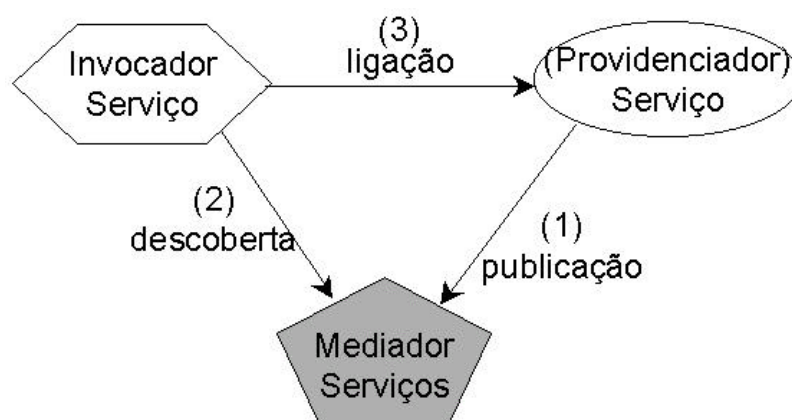 (3)
ligação
Invocador
Serviço
(Providenciador)
Serviço
(2)
descoberta
(1)
publicação
Mediador
Serviços